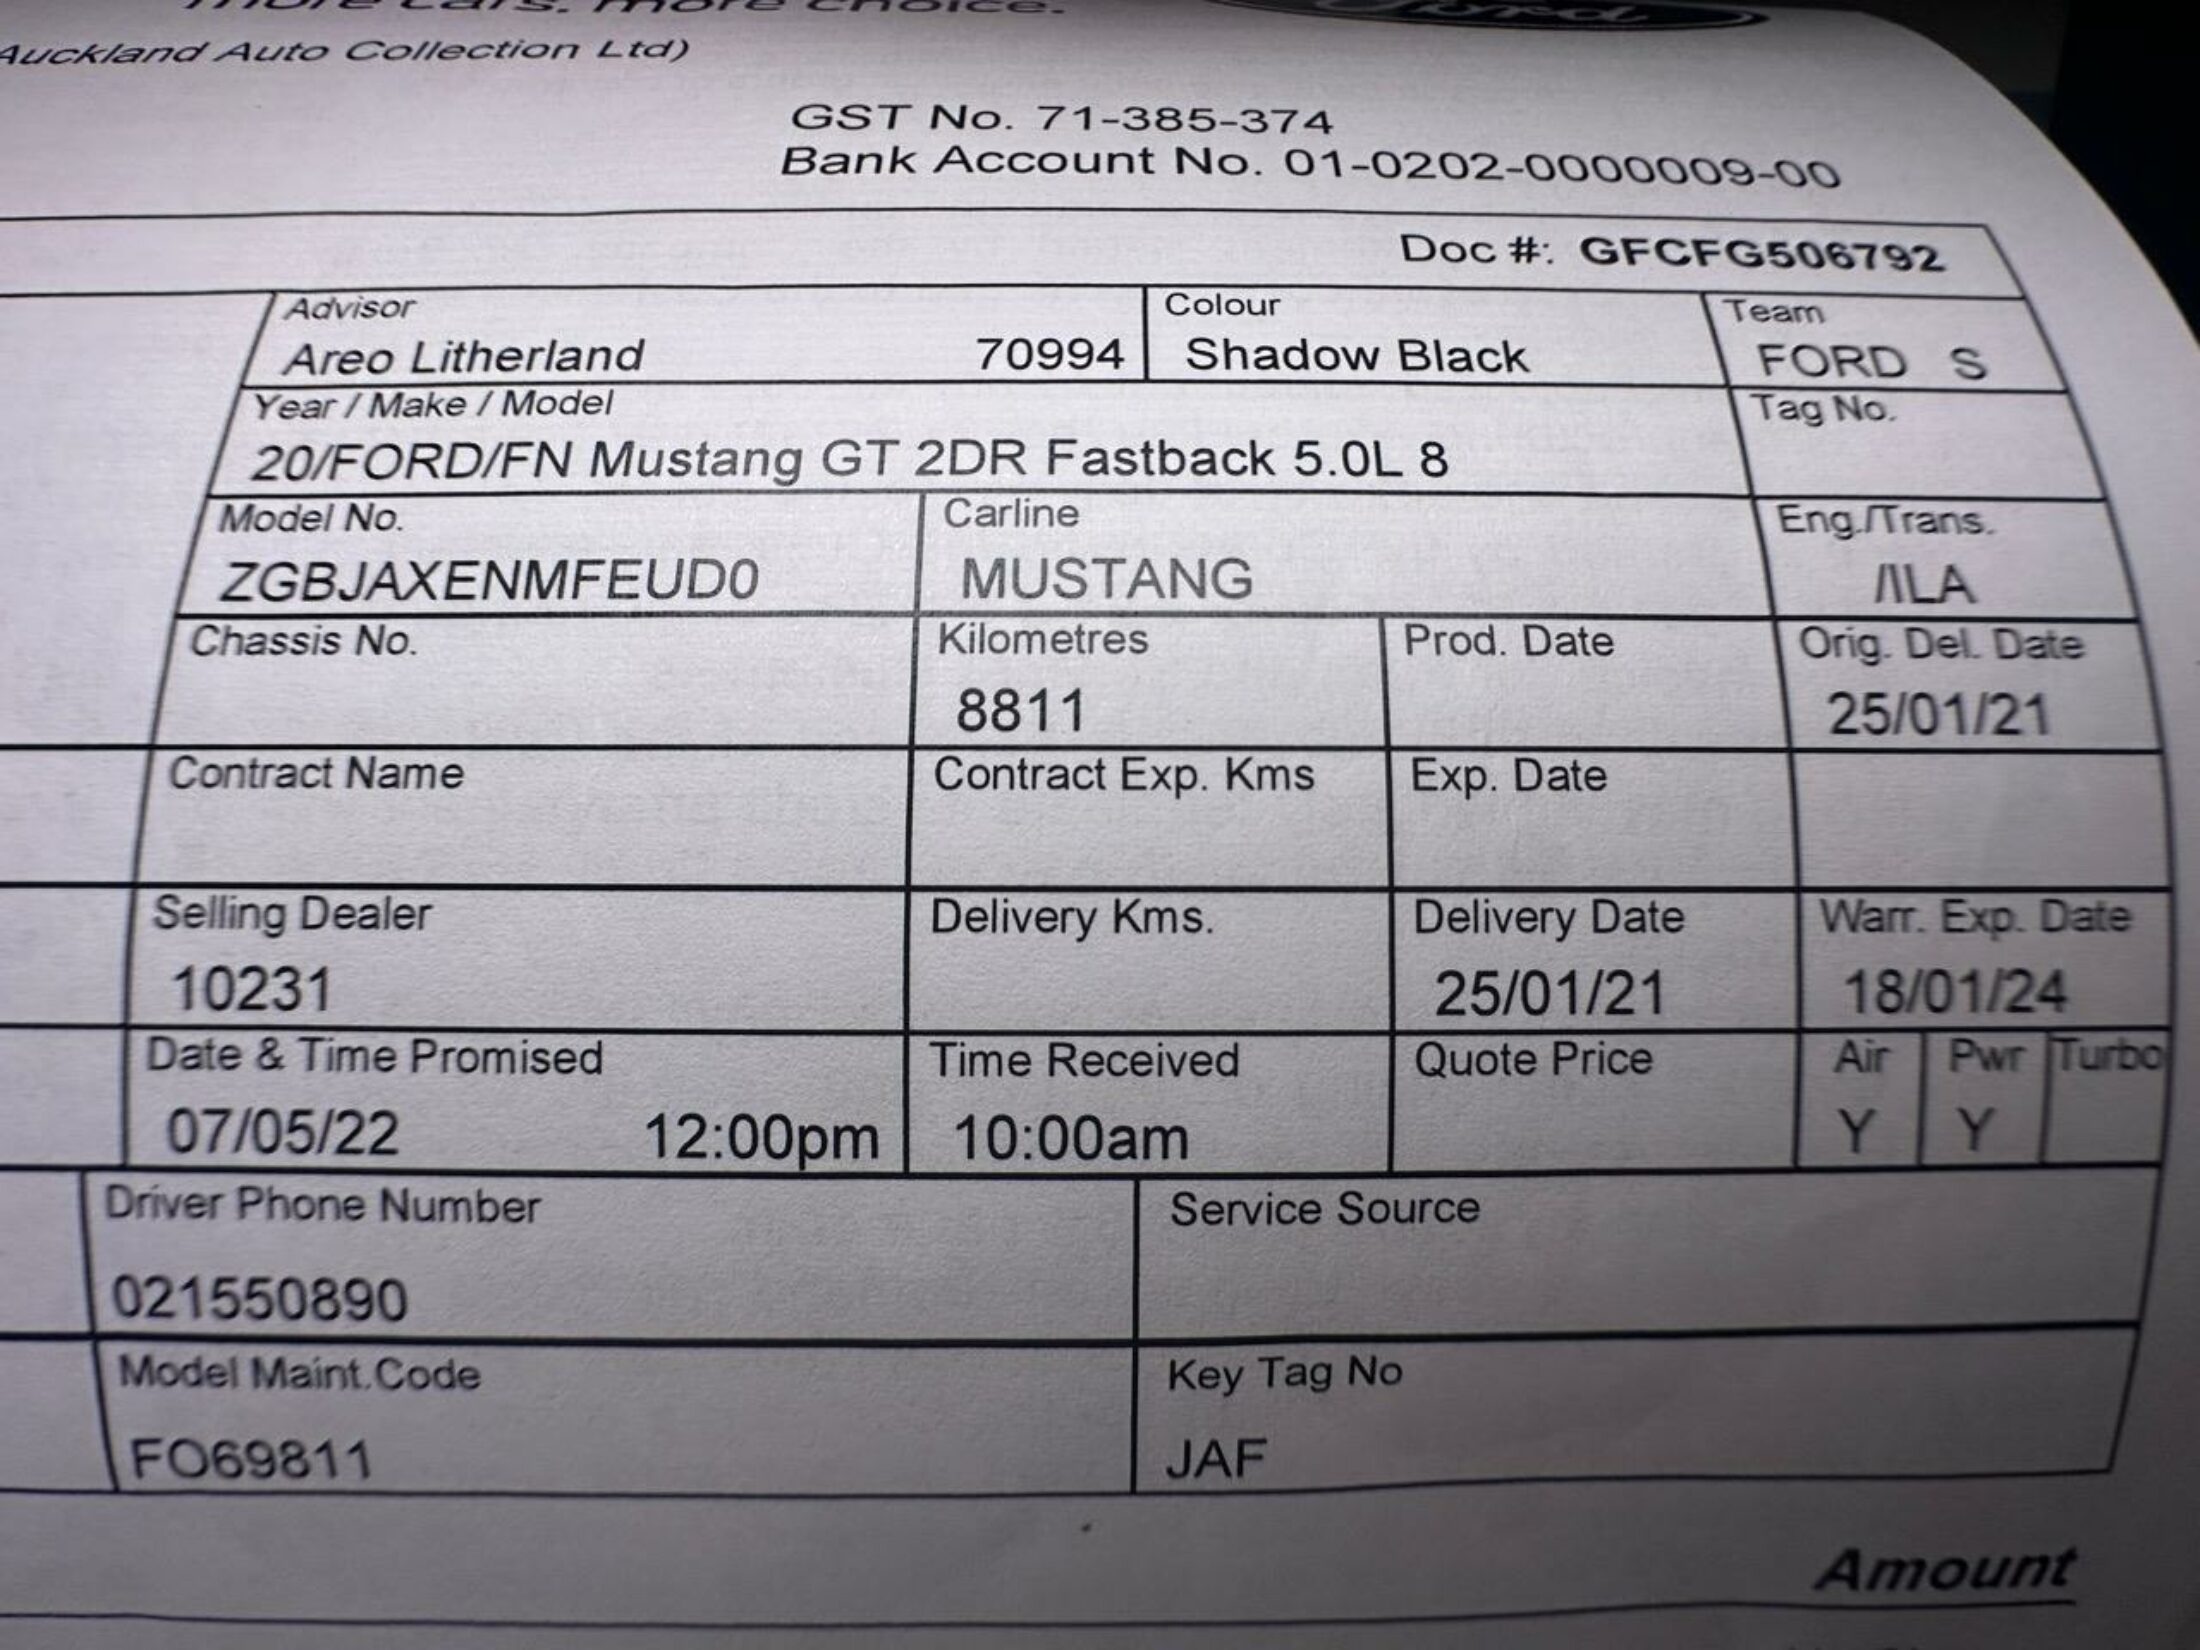 more cars. more choice.
Ford
Auckland Auto Collection Ltd)
GST No. 71-385-374
Bank Account No. 01-0202-0000009-00
Doc #: GFCFG506792
Advisor Colour Team
Areo Litherland 70994 Shadow Black FORD S
Year / Make / Model Tag No.
20/FORD/FN Mustang GT 2DR Fastback 5.0L 8
Model No. Carline Eng./Trans.
ZGBJAXENMFEUD0 MUSTANG /ILA
Chassis No. Kilometres Prod. Date Orig. Del. Date
8811 25/01/21
Contract Name Contract Exp. Kms Exp. Date
Selling Dealer Delivery Kms. Delivery Date Warr. Exp. Date
10231 25/01/21 18/01/24
Date & Time Promised Time Received Quote Price Air Pwr Turbo
07/05/22 12:00pm 10:00am Y Y
Driver Phone Number Service Source
021550890
Model Maint.Code Key Tag No
FO69811 JAF
Amount